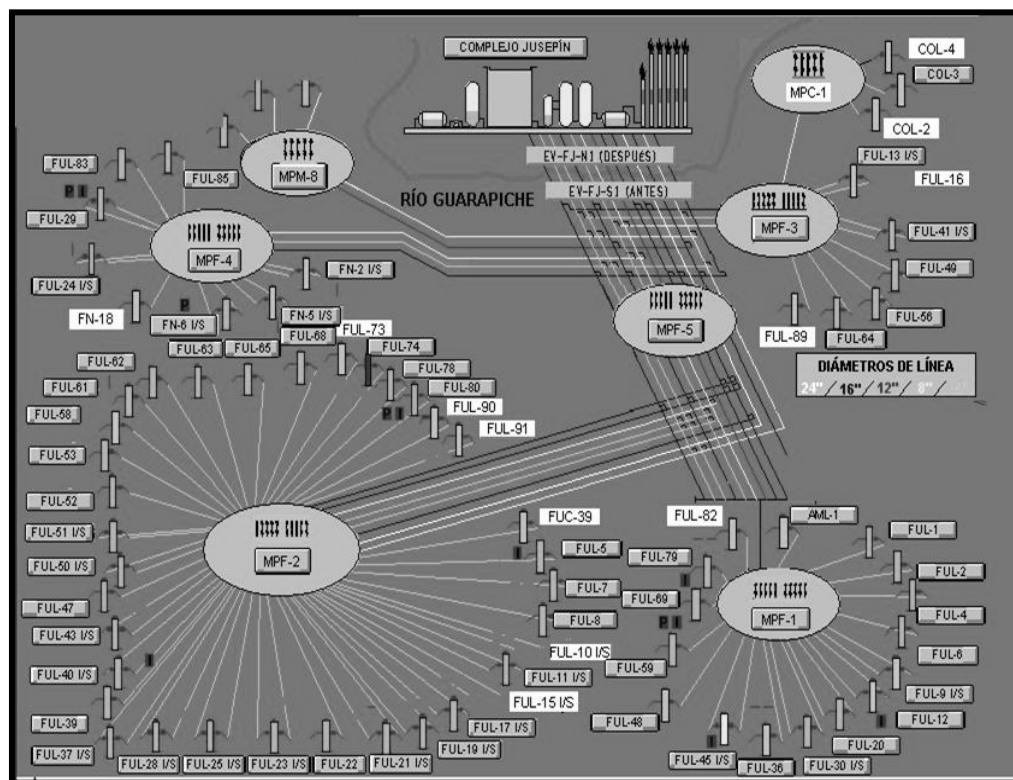 COMPLEJO JUSEPÍN
COL-4
COL-3
MPC-1
COL-2
EV-FJ-N1 (DESPUéS)
FUL-13 I/S
FUL-83
FUL-85
MPM-8
EV-FJ-S1 (ANTES)
FUL-16
P I
RÍO GUARAPICHE
FUL-29
MPF-3
FUL-41 I/S
MPF-4
FN-2 I/S
FUL-49
FUL-24 I/S
P
FN-18
FN-6 I/S
FN-5 I/S
MPF-5
FUL-56
FUL-73
FUL-89
FUL-64
FUL-63
FUL-65
FUL-68
FUL-74
FUL-62
FUL-78
DIÁMETROS DE LÍNEA
24" / 16" / 12" / 8" /
FUL-61
FUL-80
FUL-58
P I
FUL-90
FUL-91
FUL-53
FUL-52
FUC-39
FUL-82
AML-1
FUL-51 I/S
FUL-1
MPF-2
I
FUL-5
FUL-79
FUL-50 I/S
I
FUL-2
FUL-7
FUL-69
FUL-47
MPF-1
FUL-4
FUL-8
P I
FUL-43 I/S
FUL-10 I/S
FUL-6
I
FUL-40 I/S
FUL-11 I/S
FUL-59
FUL-9 I/S
FUL-15 I/S
FUL-39
FUL-17 I/S
FUL-48
I
FUL-12
FUL-37 I/S
FUL-19 I/S
I
FUL-20
FUL-28 I/S
FUL-25 I/S
FUL-23 I/S
FUL-22
FUL-21 I/S
FUL-45 I/S
FUL-36
FUL-30 I/S